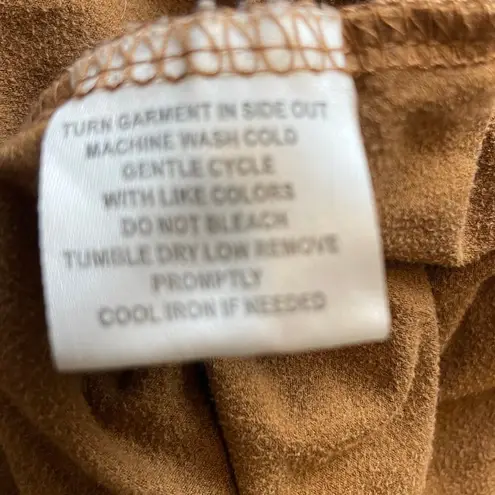 TURN GARMENT IN SIDE OUT
MACHINE WASH COLD
GENTLE CYCLE
WITH LIKE COLORS
DO NOT BLEACH
TUMBLE DRY LOW REMOVE
PROMPTLY
COOL IRON IF NEEDED